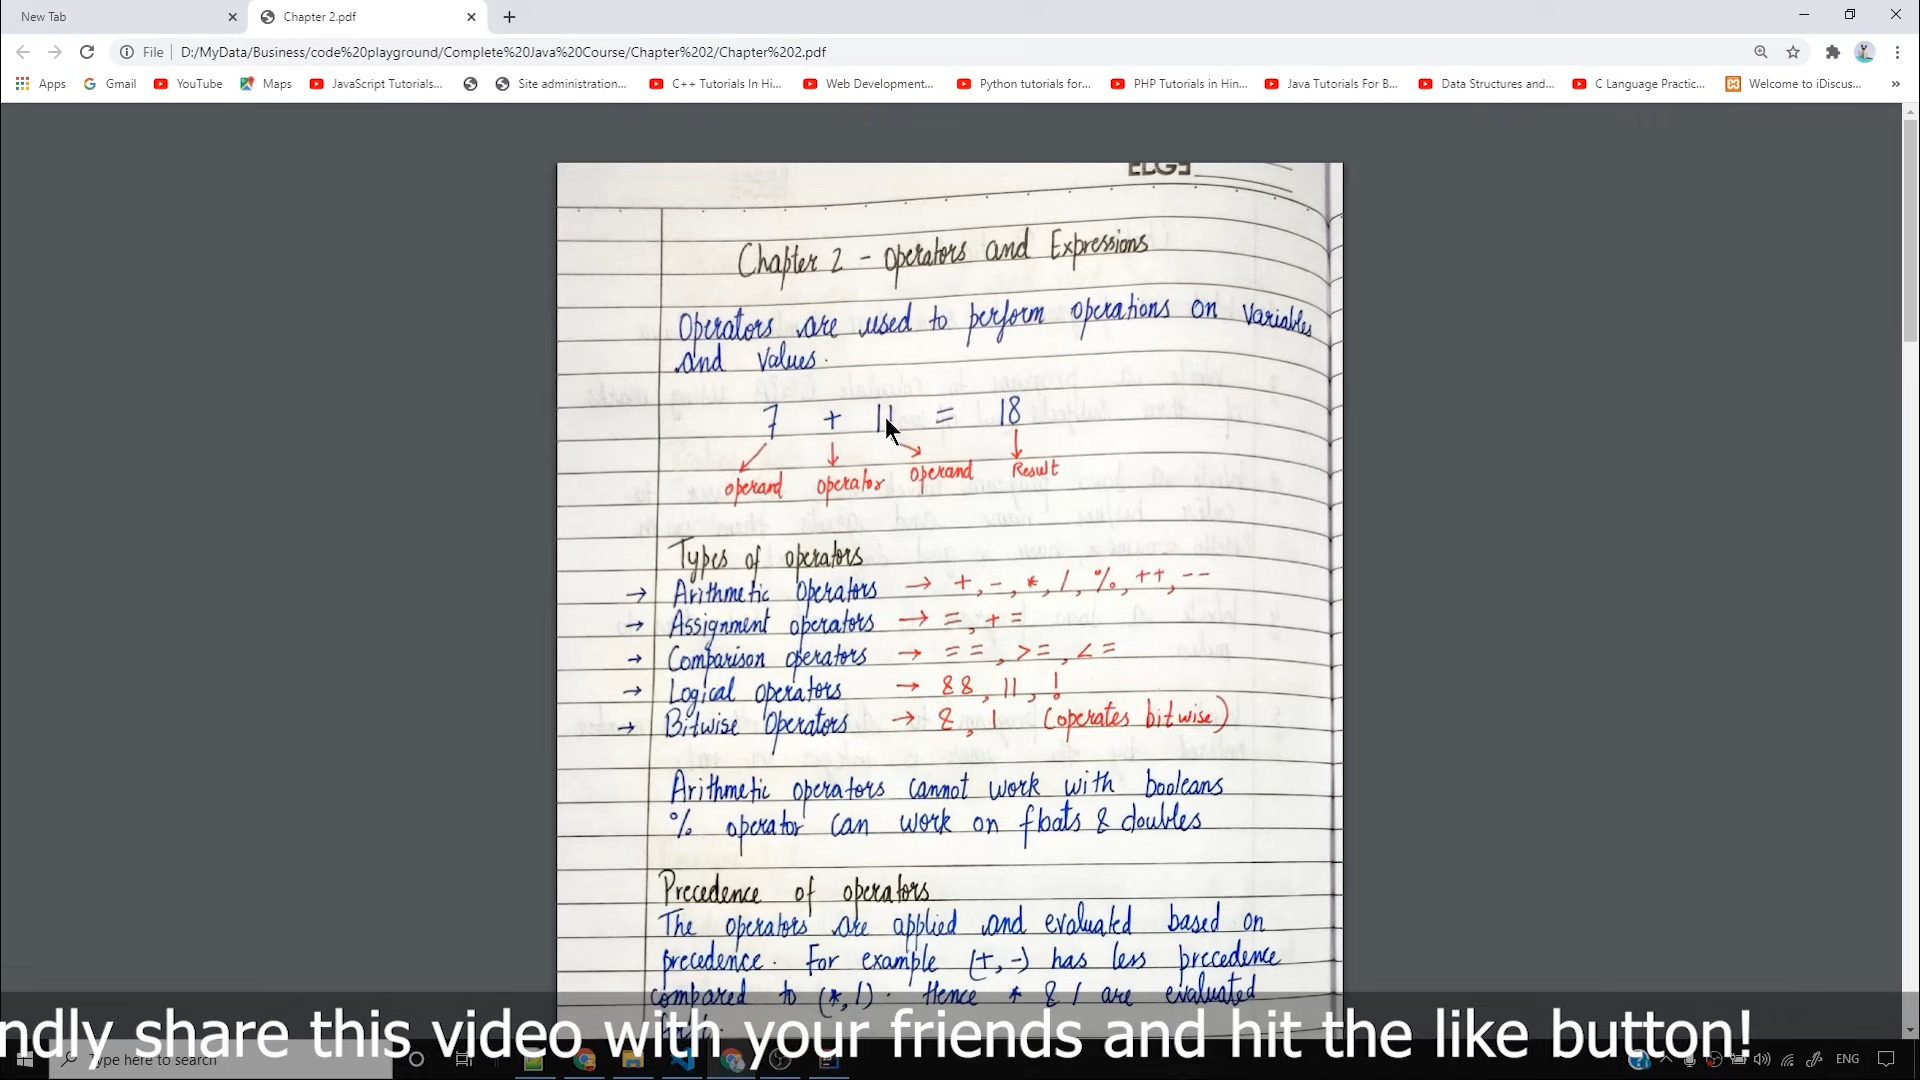 New Tab
Chapter 2.pdf
File
D:/MyData/Business/code%20playground/Complete%20Java%20Course/Chapter%202/Chapter%202.pdf
Apps
Gmail
YouTube
Maps
JavaScript Tutorials...
Site administration...
C++ Tutorials In Hi...
Web Development...
Python tutorials for...
PHP Tutorials in Hin...
Java Tutorials For B...
Data Structures and...
C Language Practic...
Welcome to iDiscus...
Chapter 2 - Operators and Expressions
Operators are used to perform operations on variables
and values.
7 + 11 = 18
operand operator operand Result
Types of operators
→ Arithmetic Operators → +, -, *, /, %, ++, --
→ Assignment operators → =, +=
→ Comparison operators → ==, >=, <=
→ Logical operators → &&, ||, !
→ Bitwise Operators → &, | (operates bitwise)
Arithmetic operators cannot work with booleans
% operator can work on floats & doubles
Precedence of operators
The operators are applied and evaluated based on
precedence. For example (+, -) has less precedence
compared to (*, /). Hence * & / are evaluated
ndly share this video with your friends and hit the like button!
Type here to search
ENG